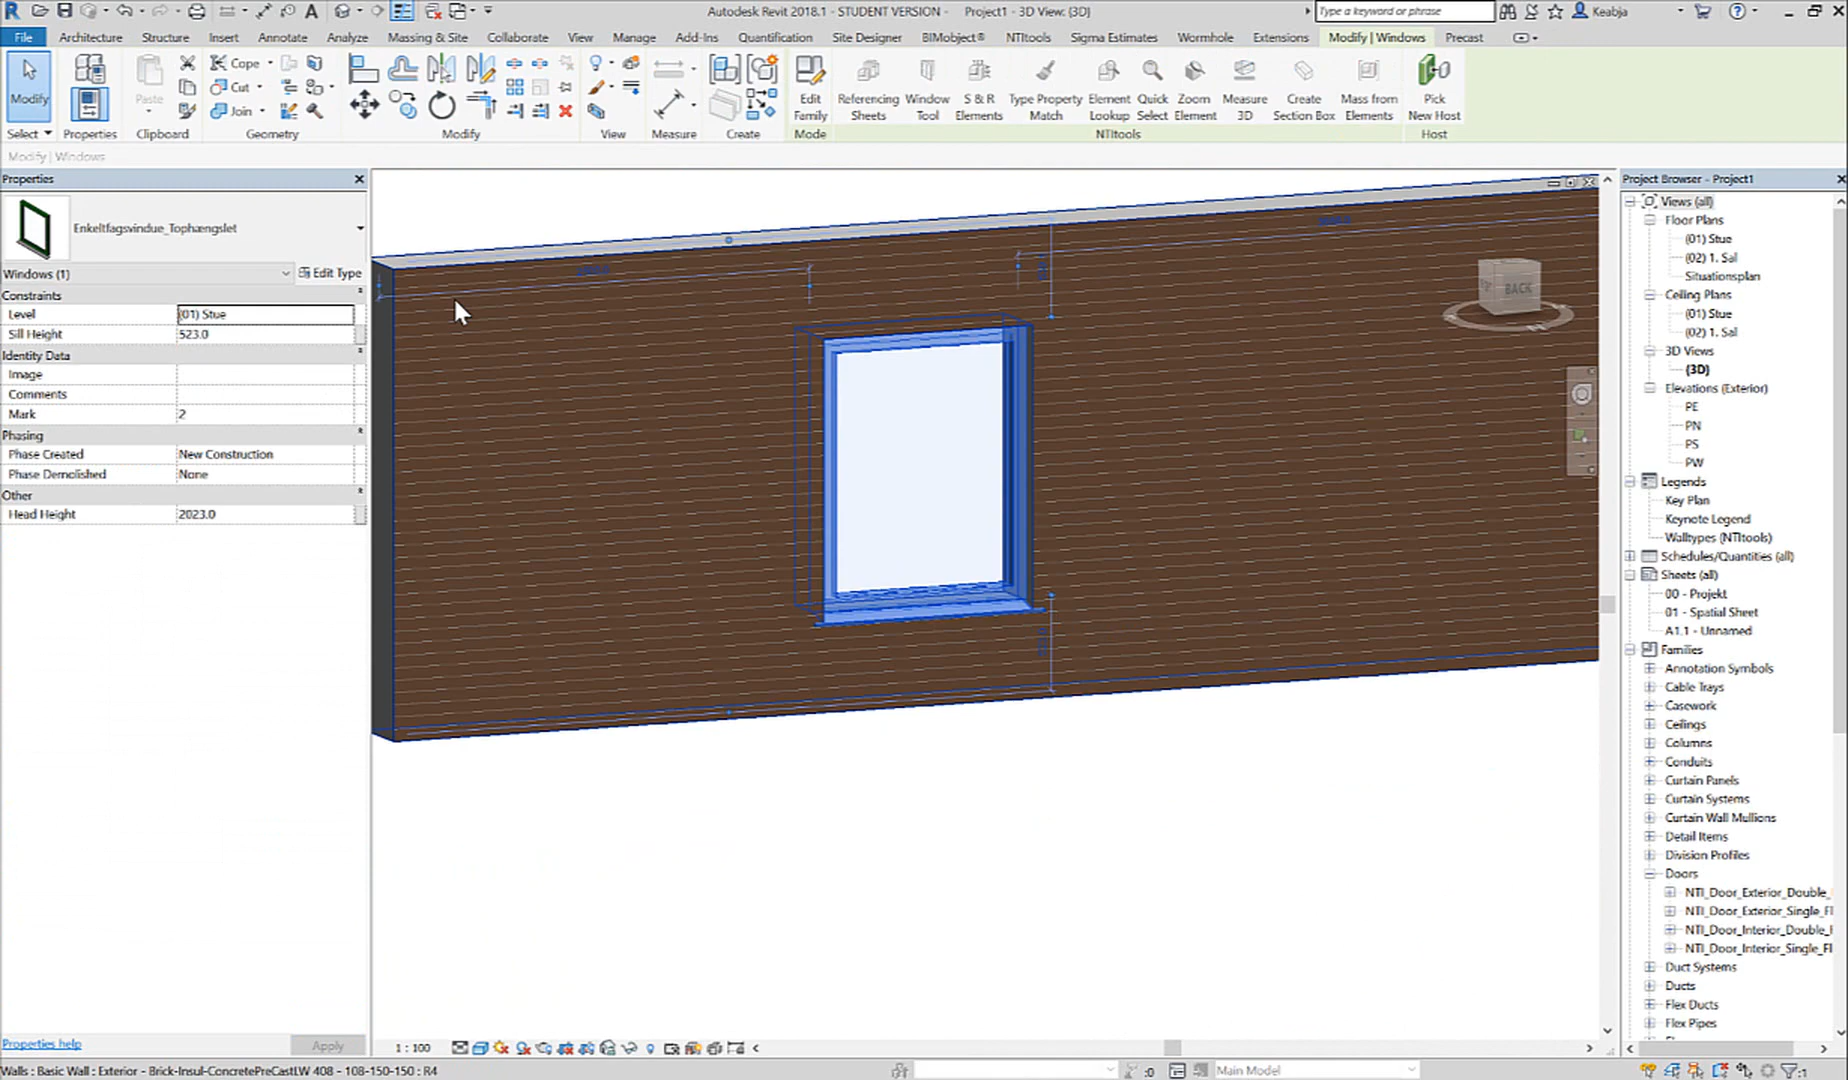 Autodesk Revit 2018.1 - STUDENT VERSION - Project1 - 3D View: {3D}
Type a keyword or phrase
Keabja
File Architecture Structure Insert Annotate Analyze Massing & Site Collaborate View Manage Add-Ins Quantification Site Designer BIMobject® NTItools Sigma Estimates Wormhole Extensions Modify | Windows Precast
Modify
Paste
Cope
Cut
Join
Edit Family
Referencing Sheets
Window Tool
S & R Elements
Type Property Match
Element Lookup
Quick Select
Zoom Element
Measure 3D
Create Section Box
Mass from Elements
Pick New Host
Select Properties Clipboard Geometry Modify View Measure Create Mode NTItools Host
Modify | Windows
Properties
Enkeltfagsvindue_Tophængslet
Windows (1) Edit Type
Constraints
Level (01) Stue
Sill Height 523.0
Identity Data
Image
Comments
Mark 2
Phasing
Phase Created New Construction
Phase Demolished None
Other
Head Height 2023.0
Properties help Apply
BACK
Project Browser - Project1
Views (all)
Floor Plans
(01) Stue
(02) 1. Sal
Situationsplan
Ceiling Plans
(01) Stue
(02) 1. Sal
3D Views
{3D}
Elevations (Exterior)
PE
PN
PS
PW
Legends
Key Plan
Keynote Legend
Walltypes (NTItools)
Schedules/Quantities (all)
Sheets (all)
00 - Projekt
01 - Spatial Sheet
A1.1 - Unnamed
Families
Annotation Symbols
Cable Trays
Casework
Ceilings
Columns
Conduits
Curtain Panels
Curtain Systems
Curtain Wall Mullions
Detail Items
Division Profiles
Doors
NTI_Door_Exterior_Double_
NTI_Door_Exterior_Single_Fl
NTI_Door_Interior_Double_
NTI_Door_Interior_Single_Fl
Duct Systems
Ducts
Flex Ducts
Flex Pipes
1 : 100
Walls : Basic Wall : Exterior - Brick-Insul-ConcretePreCastLW 408 - 108-150-150 : R4
:0
Main Model
:1